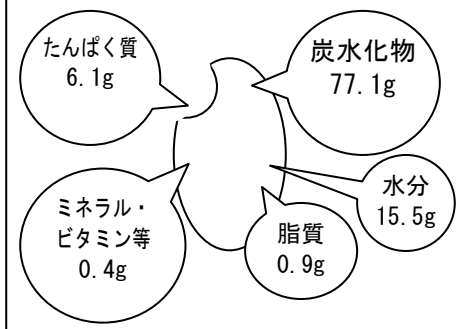 たんぱく質
6.1g
炭水化物
77.1g
水分
15.5g
ミネラル・
ビタミン等
0.4g
脂質
0.9g